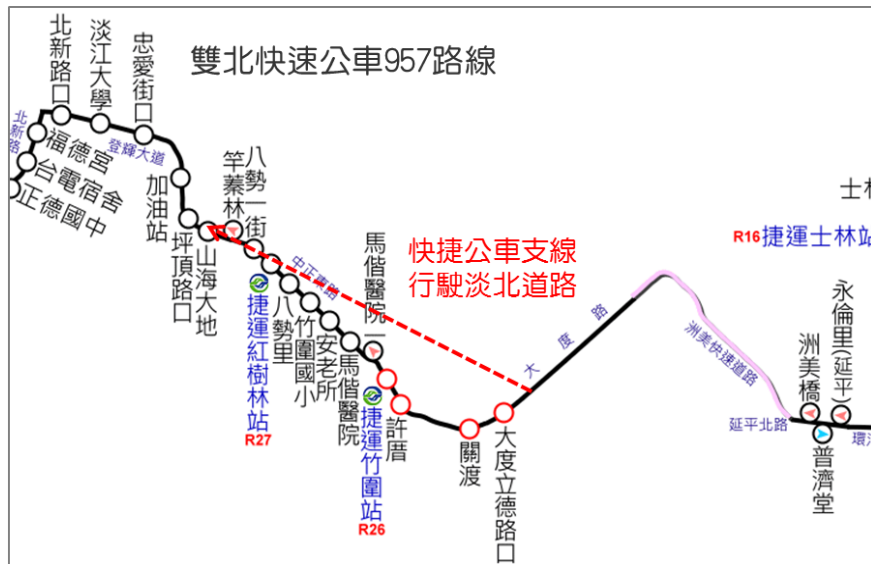 雙北快速公車957路線
北新路口
淡江大學
忠愛街口
北新路
登輝大道
福德宮
台電宿舍
正德國中
加油站
坪頂路口
山海大地
竿蓁林
八勢一街
中正東路
捷運紅樹林站
R27
八勢里
竹圍國小
安老所
馬偕醫院
馬偕醫院一
捷運竹圍站
R26
許厝
關渡
大度立德路口
快捷公車支線
行駛淡北道路
大度路
洲美快速道路
士林
R16捷運士林站
永倫里(延平)
洲美橋
延平北路
普濟堂
環河